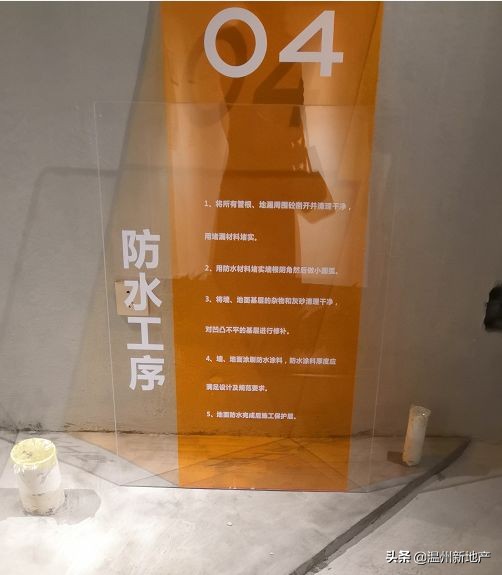 04
防水工序
1、将所有管根、地漏周围砼剔开并清理干净，
用堵漏材料堵实。
2、用防水材料堵实墙根阴角然后做小圆弧。
3、将墙、地面基层的杂物和灰砂清理干净，
对凹凸不平的基层进行修补。
4、墙、地面涂刷防水涂料，防水涂料厚度应
满足设计及规范要求。
5、地面防水完成后施工保护层。
头条 @温州新地产